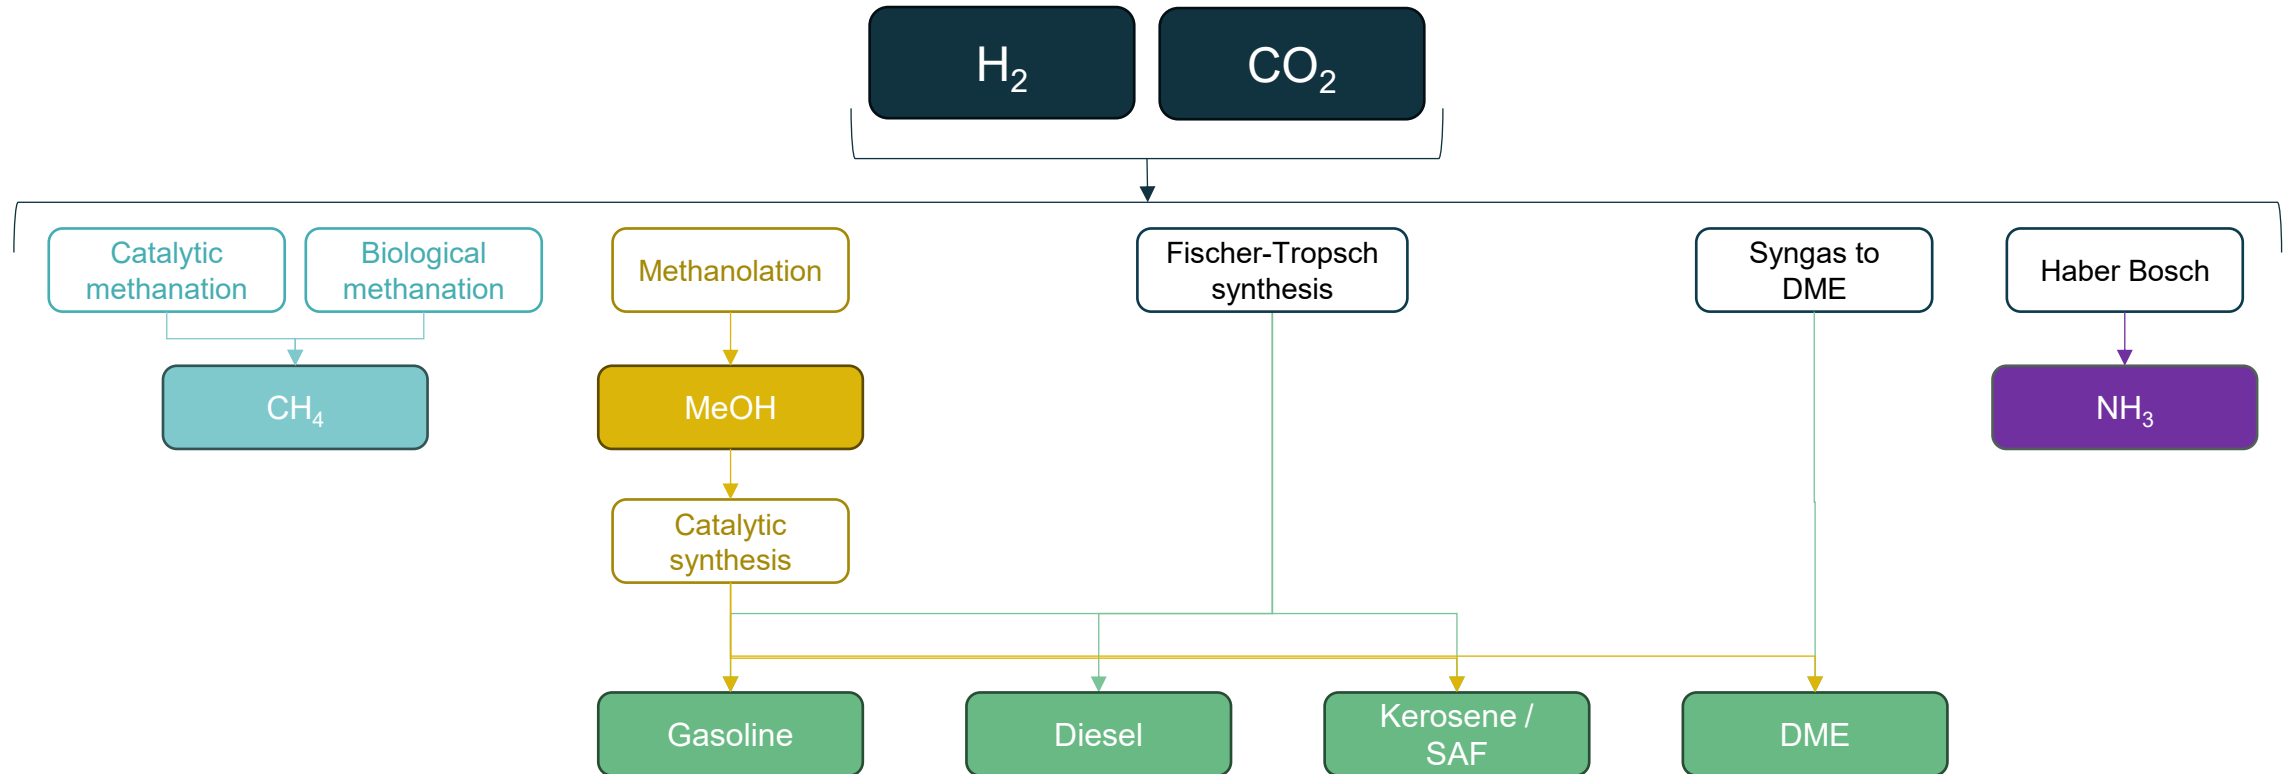 H₂
CO₂
Catalytic
methanation
Biological
methanation
Methanolation
Fischer-Tropsch
synthesis
Syngas to
DME
Haber Bosch
CH₄
MeOH
NH₃
Catalytic
synthesis
Gasoline
Diesel
Kerosene /
SAF
DME